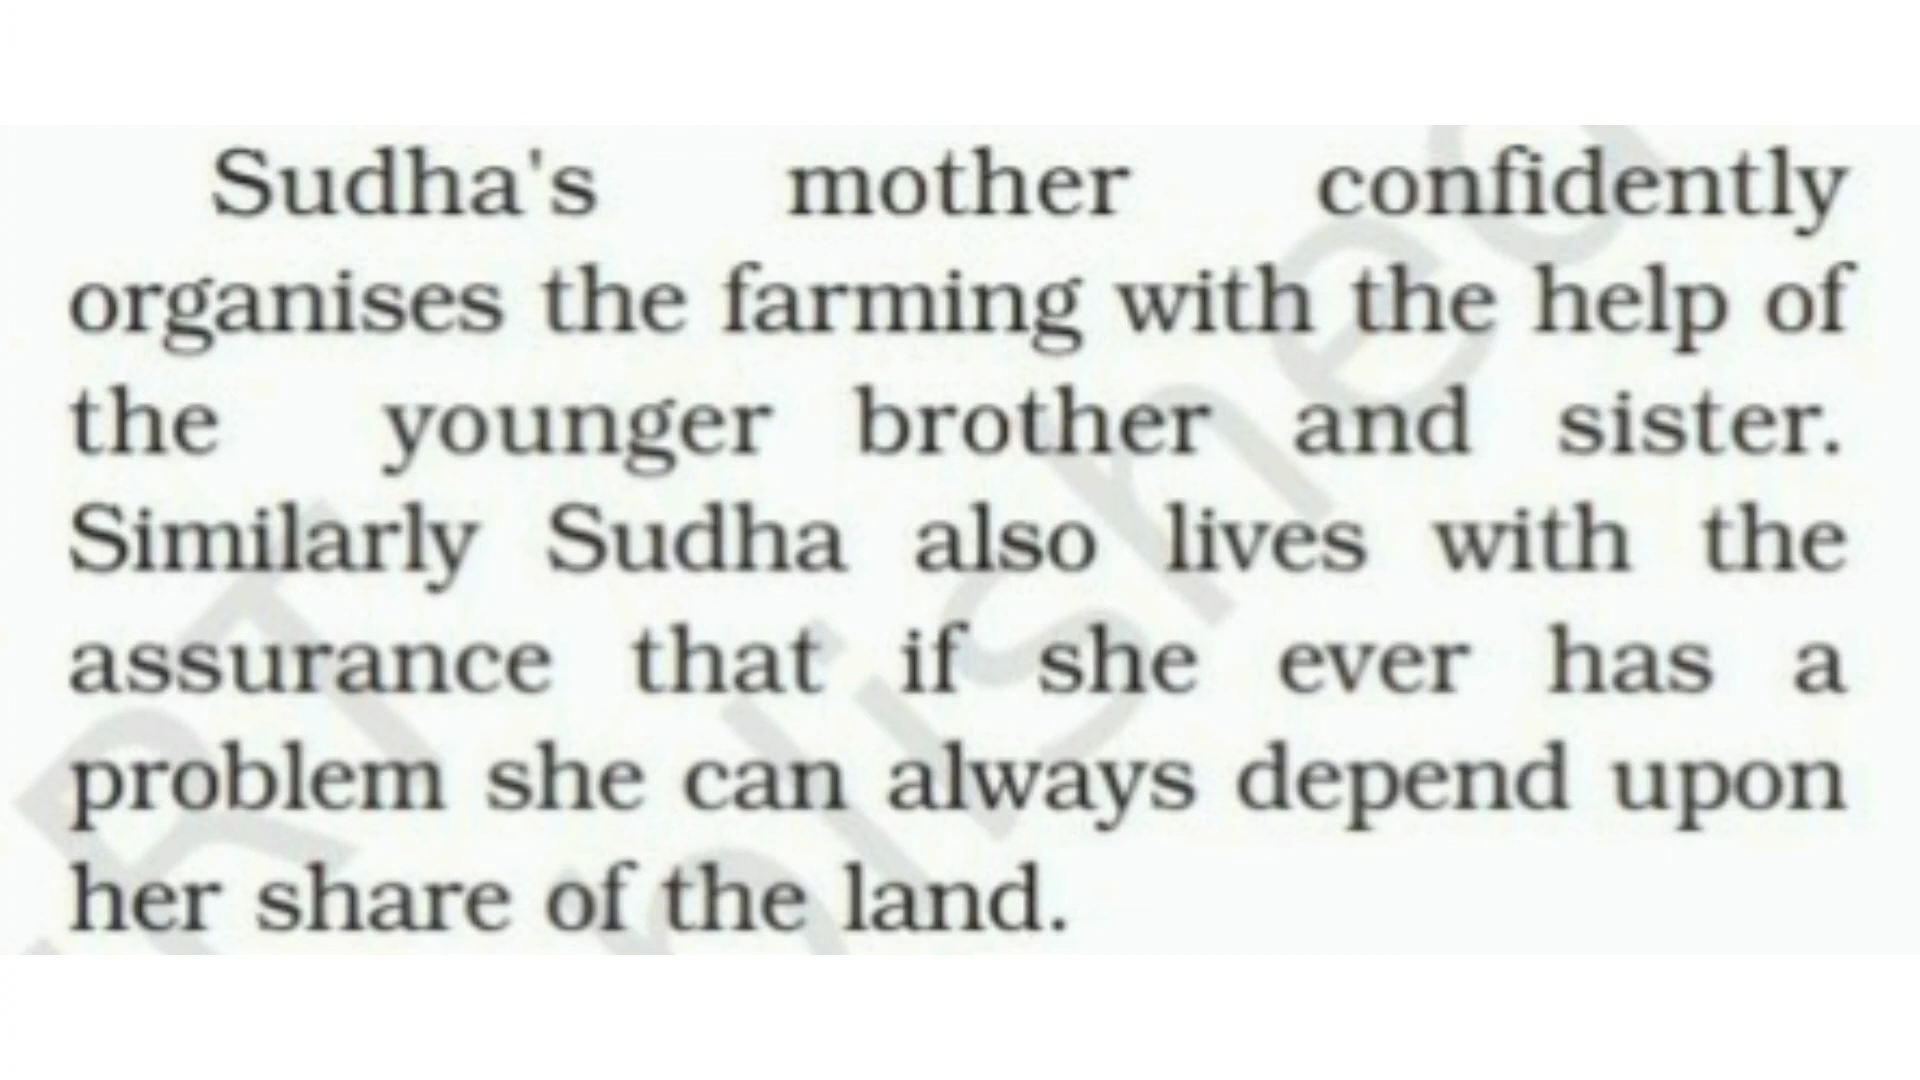 Sudha's mother confidently
organises the farming with the help of
the younger brother and sister.
Similarly Sudha also lives with the
assurance that if she ever has a
problem she can always depend upon
her share of the land.